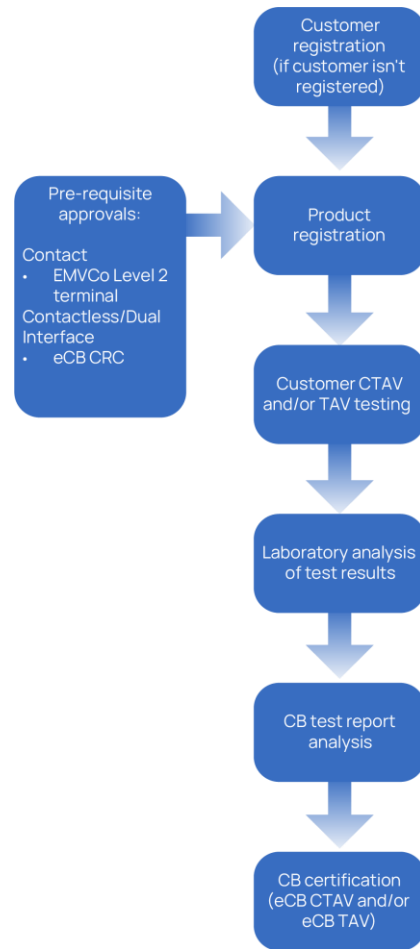 Customer
registration
(if customer isn't
registered)
Pre-requisite
approvals:
Contact
• EMVCo Level 2
terminal
Contactless/Dual
Interface
• eCB CRC
Product
registration
Customer CTAV
and/or TAV testing
Laboratory analysis
of test results
CB test report
analysis
CB certification
(eCB CTAV and/or
eCB TAV)